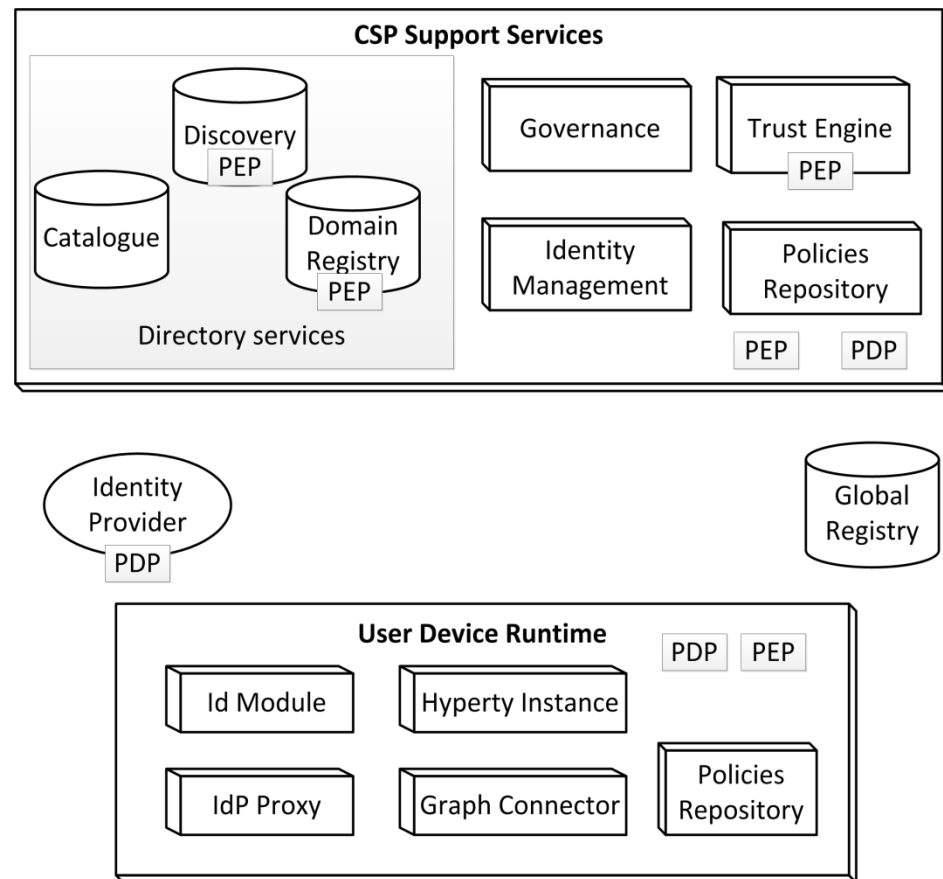 CSP Support Services
Discovery
PEP
Catalogue
Domain
Registry
PEP
Directory services
Governance
Trust Engine
PEP
Identity
Management
Policies
Repository
PEP
PDP
Identity
Provider
PDP
Global
Registry
User Device Runtime
PDP
PEP
Id Module
Hyperty Instance
IdP Proxy
Graph Connector
Policies
Repository